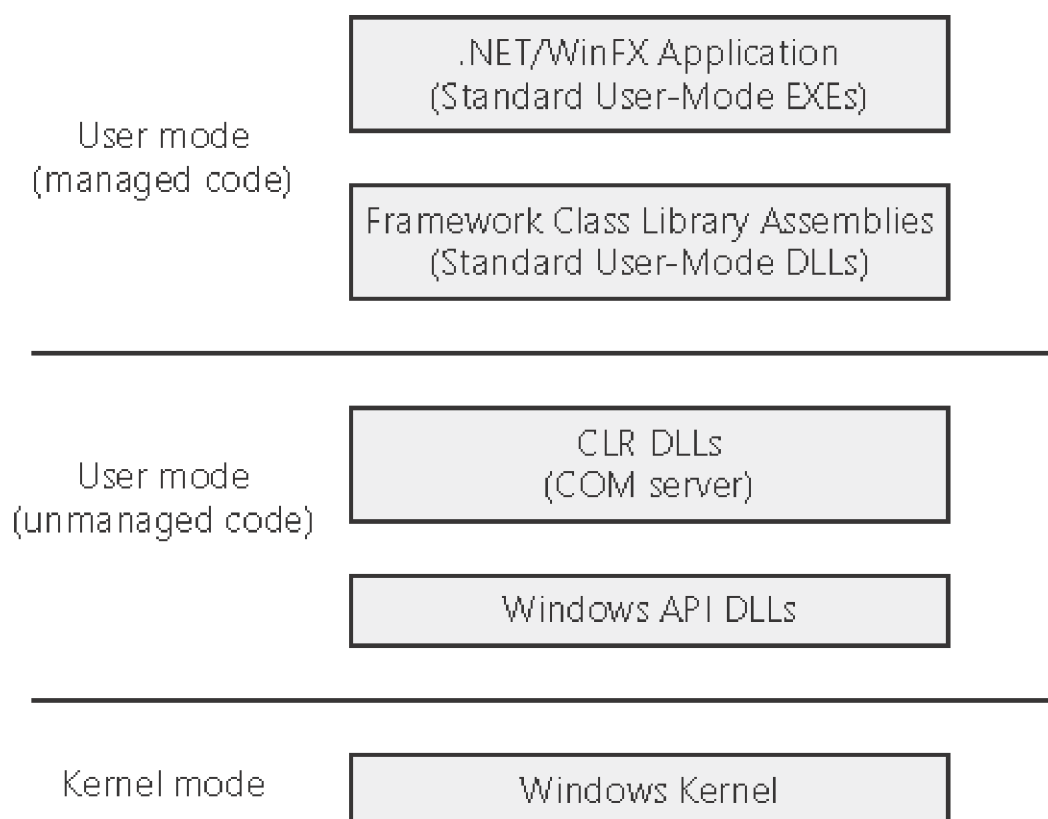 .NET/WinFX Application
(Standard User-Mode EXEs)
User mode
(managed code)
Framework Class Library Assemblies
(Standard User-Mode DLLs)
CLR DLLs
(COM server)
User mode
(unmanaged code)
Windows API DLLs
Kernel mode
Windows Kernel